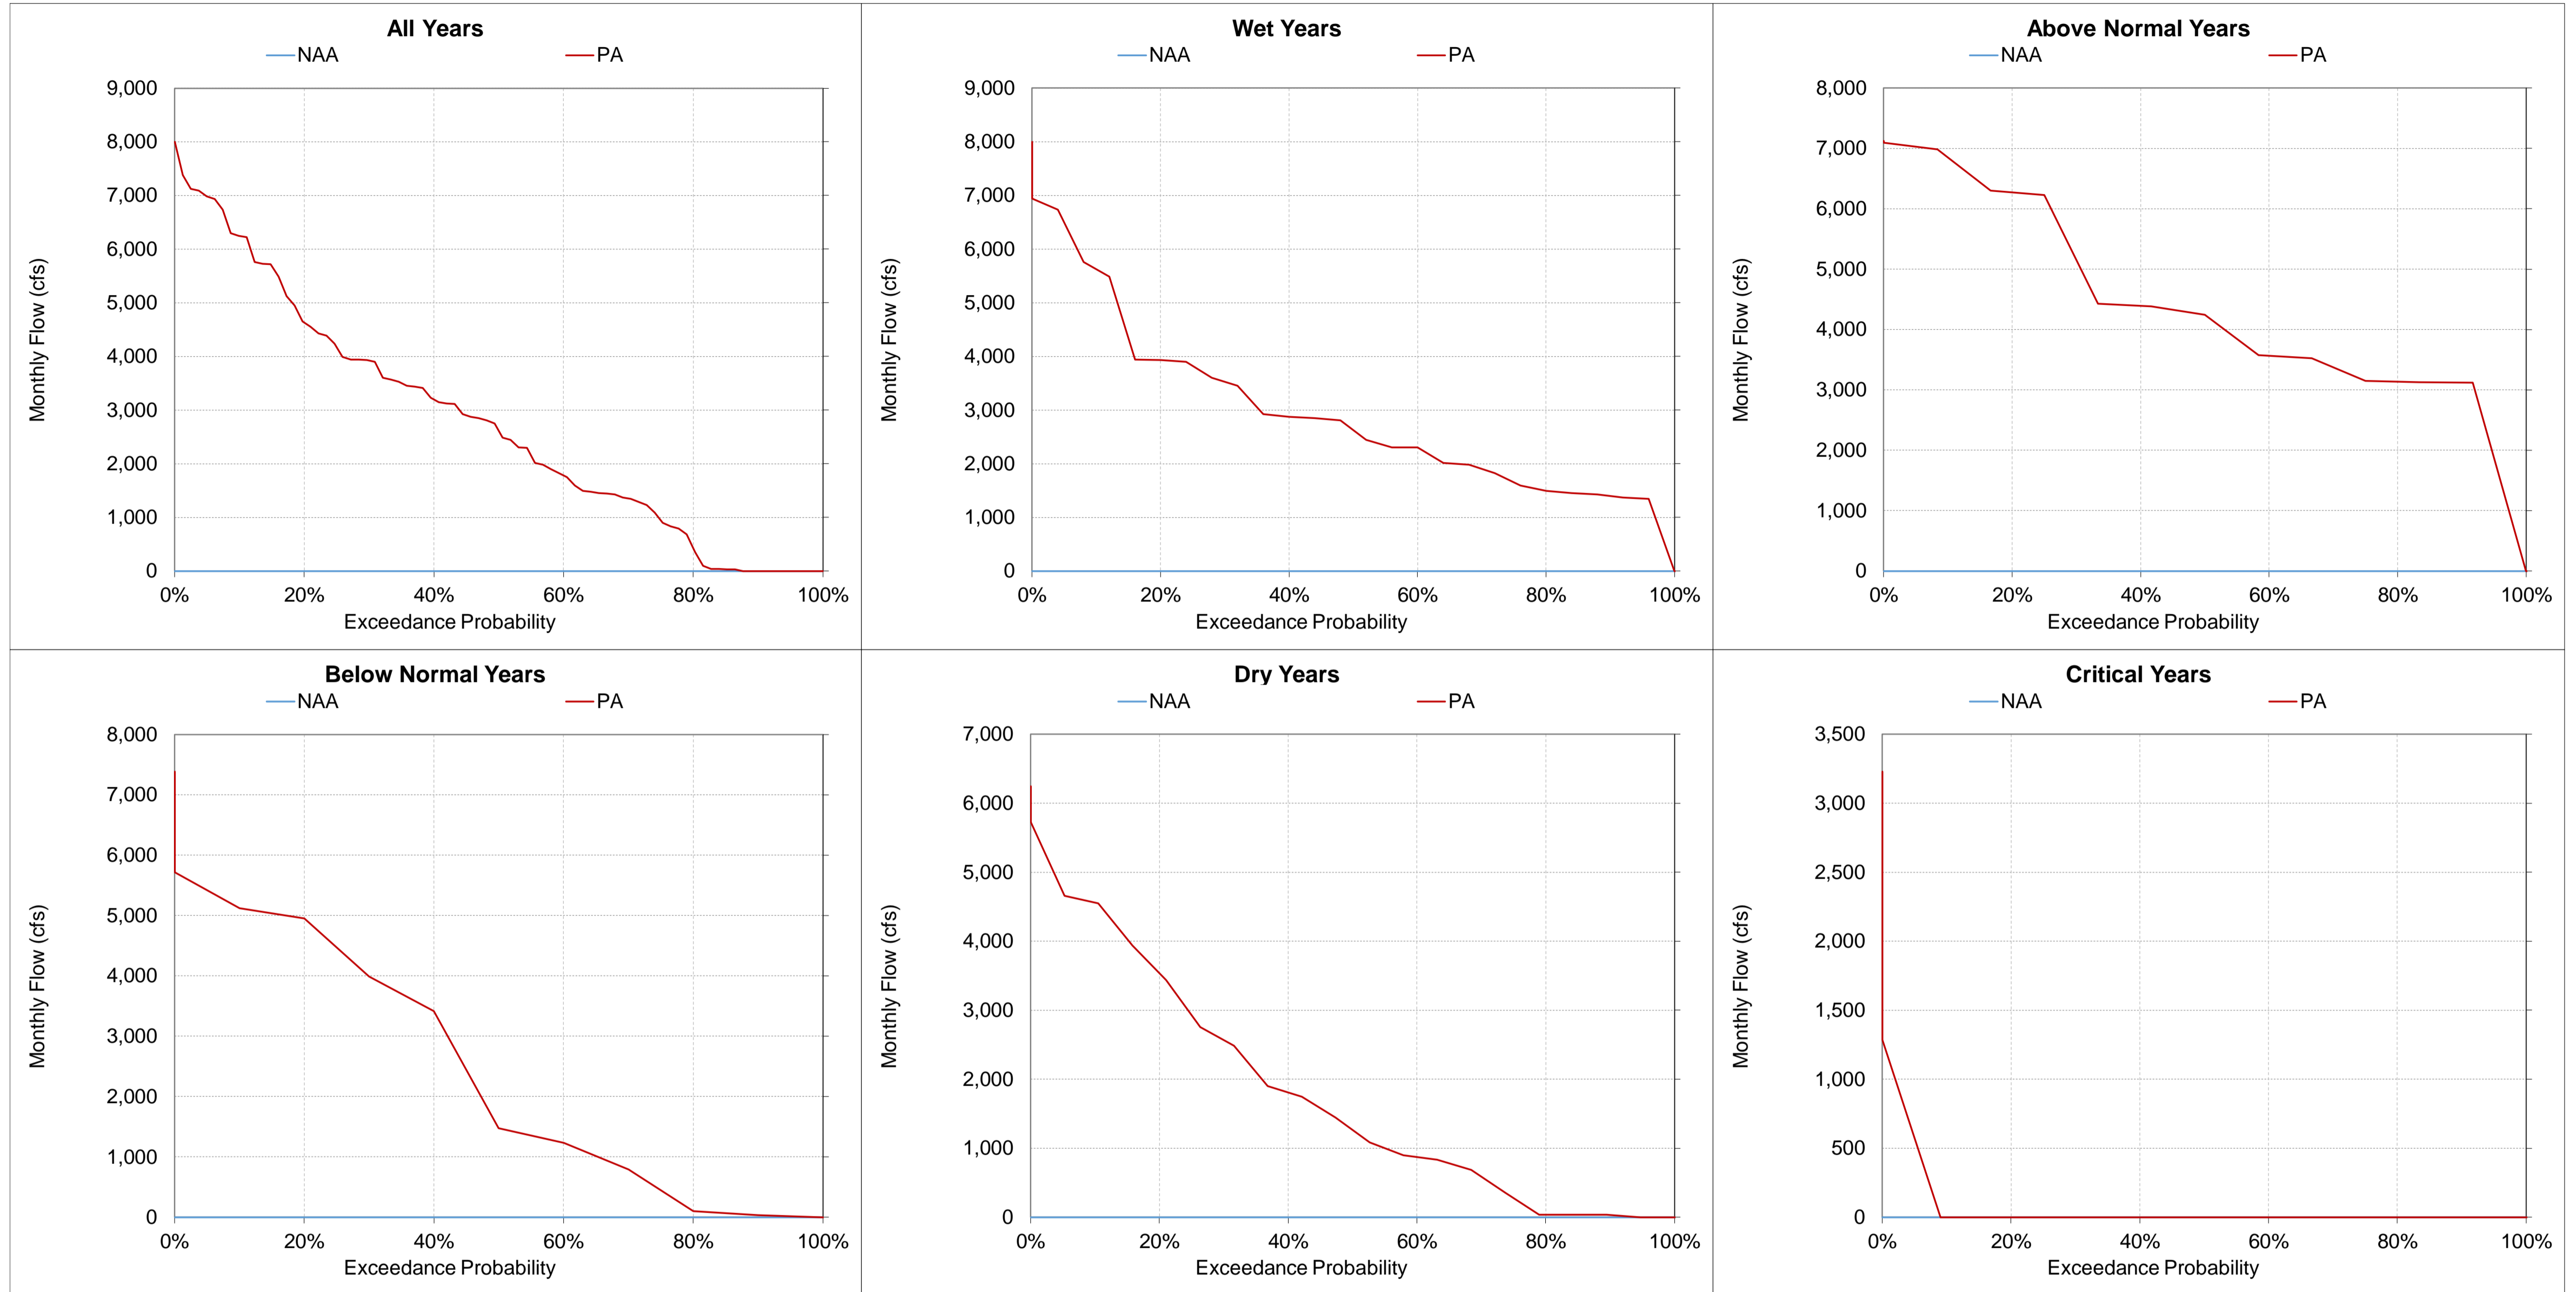 All Years
NAA PA
9,000
8,000
7,000
6,000
5,000
4,000
3,000
2,000
1,000
0
Monthly Flow (cfs)
0% 20% 40% 60% 80% 100%
Exceedance Probability
Wet Years
NAA PA
9,000
8,000
7,000
6,000
5,000
4,000
3,000
2,000
1,000
0
Monthly Flow (cfs)
0% 20% 40% 60% 80% 100%
Exceedance Probability
Above Normal Years
NAA PA
8,000
7,000
6,000
5,000
4,000
3,000
2,000
1,000
0
Monthly Flow (cfs)
0% 20% 40% 60% 80% 100%
Exceedance Probability
Below Normal Years
NAA PA
8,000
7,000
6,000
5,000
4,000
3,000
2,000
1,000
0
Monthly Flow (cfs)
0% 20% 40% 60% 80% 100%
Exceedance Probability
Dry Years
NAA PA
7,000
6,000
5,000
4,000
3,000
2,000
1,000
0
Monthly Flow (cfs)
0% 20% 40% 60% 80% 100%
Exceedance Probability
Critical Years
NAA PA
3,500
3,000
2,500
2,000
1,500
1,000
500
0
Monthly Flow (cfs)
0% 20% 40% 60% 80% 100%
Exceedance Probability